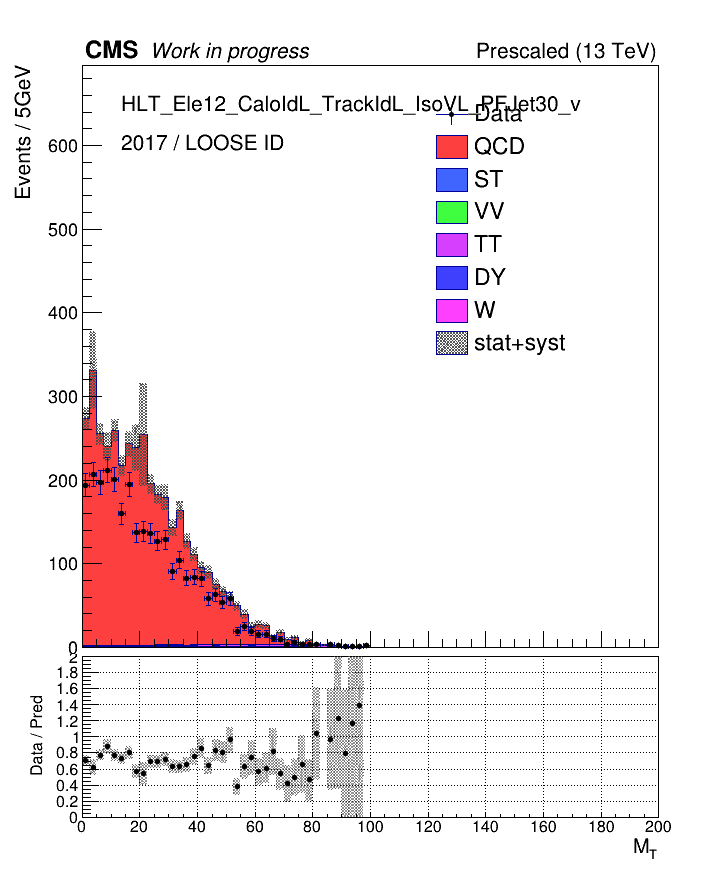 CMS Work in progress Prescaled (13 TeV)
Events / 5GeV
HLT_Ele12_CaloIdL_TrackIdL_IsoVL_PFJet30_v
2017 / LOOSE ID
Data
QCD
ST
VV
TT
DY
W
stat+syst
600
500
400
300
200
100
0
Data / Pred
2
1.8
1.6
1.4
1.2
1
0.8
0.6
0.4
0.2
0
0 20 40 60 80 100 120 140 160 180 200
M_T